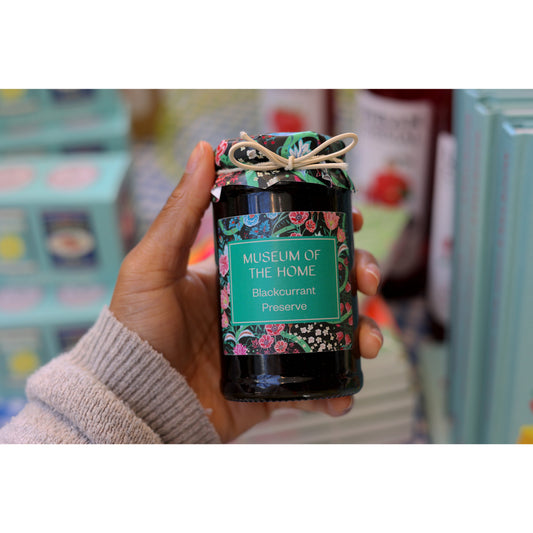 MUSEUM OF
THE HOME
Blackcurrant
Preserve